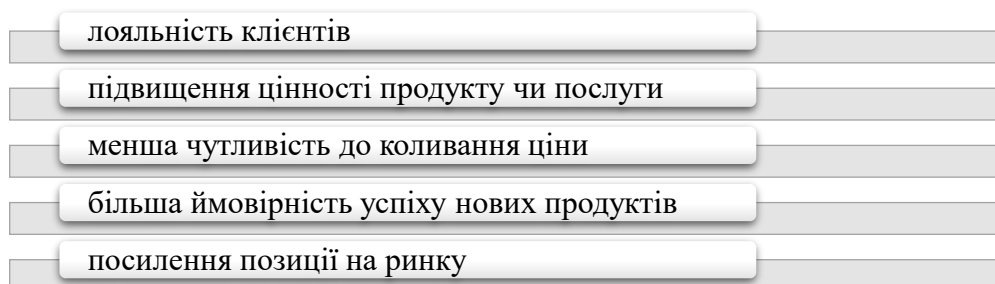 лояльність клієнтів
підвищення цінності продукту чи послуги
менша чутливість до коливання ціни
більша ймовірність успіху нових продуктів
посилення позиції на ринку